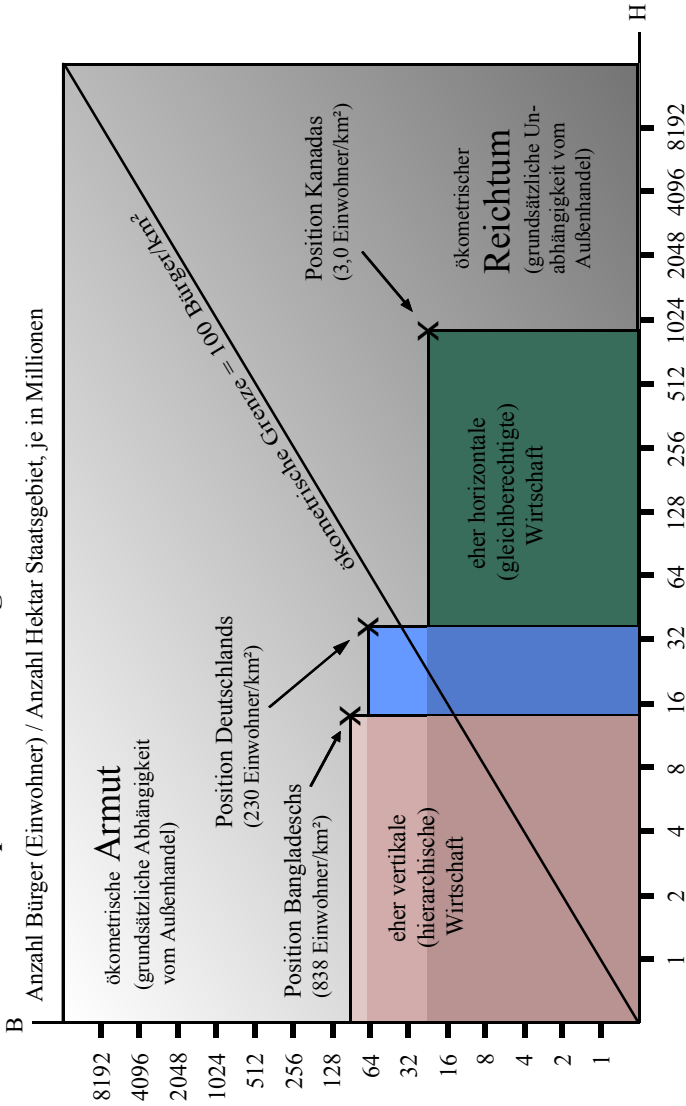 Anzahl Bürger (Einwohner) / Anzahl Hektar Staatsgebiet, je in Millionen
B
8192
4096
2048
1024
512
256
128
64
32
16
8
4
2
1
ökometrische Armut
(grundsätzliche Abhängigkeit
vom Außenhandel)
ökometrische Grenze = 100 Bürger/km²
Position Deutschlands
(230 Einwohner/km²)
Position Bangladeschs
(838 Einwohner/km²)
Position Kanadas
(3,0 Einwohner/km²)
ökometrischer
Reichtum
(grundsätzliche Un-
abhängigkeit vom
Außenhandel)
eher vertikale
(hierarchische)
Wirtschaft
eher horizontale
(gleichberechtigte)
Wirtschaft
1
2
4
8
16
32
64
128
256
512
1024
2048
4096
8192
H